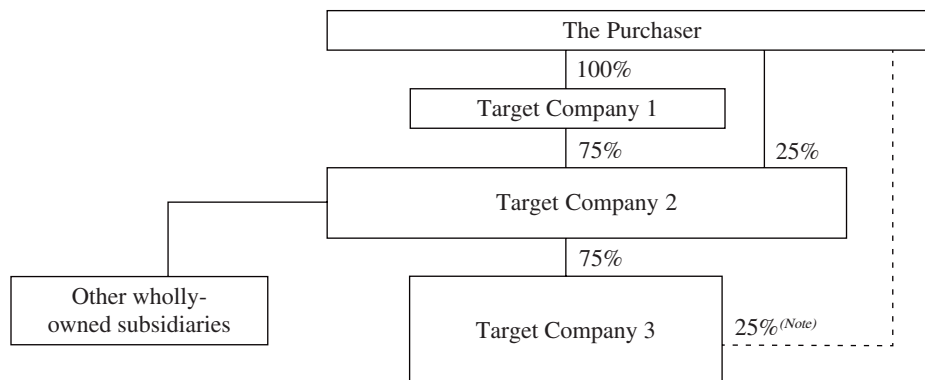 The Purchaser
100%
Target Company 1
75%
25%
Target Company 2
75%
Other wholly-
owned subsidiaries
Target Company 3
25%(Note)